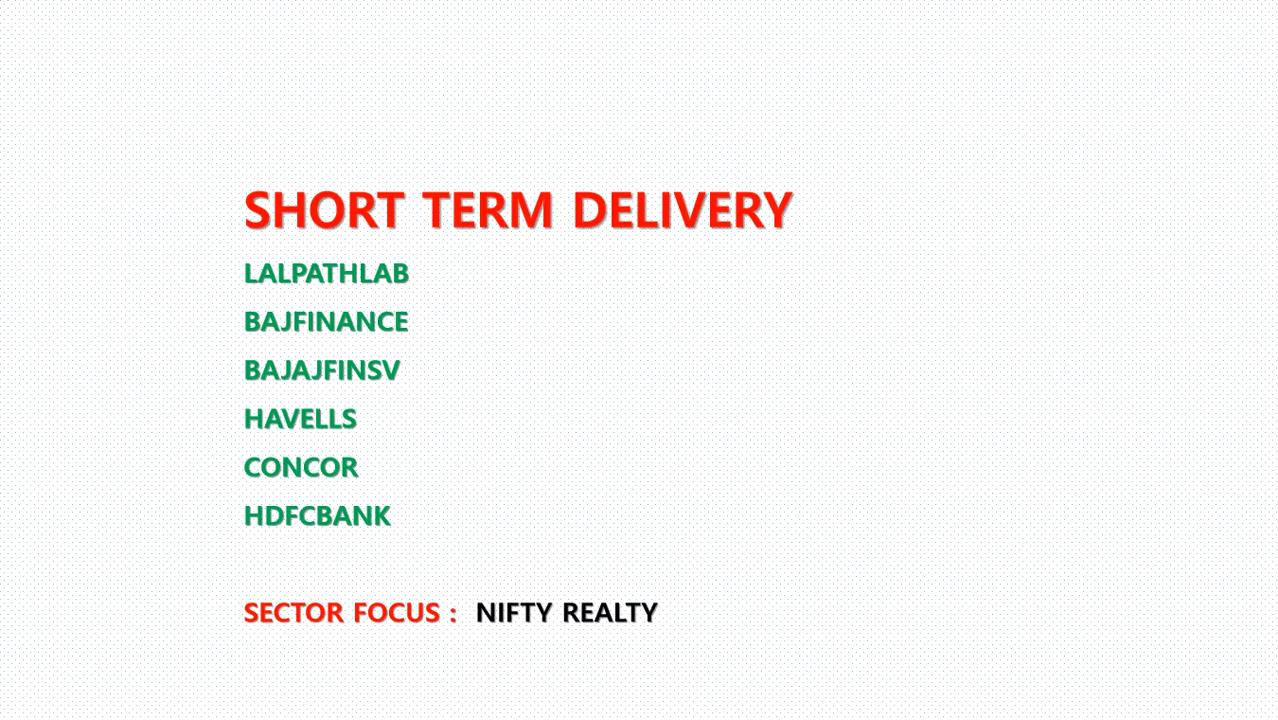 SHORT TERM DELIVERY
LALPATHLAB
BAJFINANCE
BAJAJFINSV
HAVELLS
CONCOR
HDFCBANK
SECTOR FOCUS : NIFTY REALTY